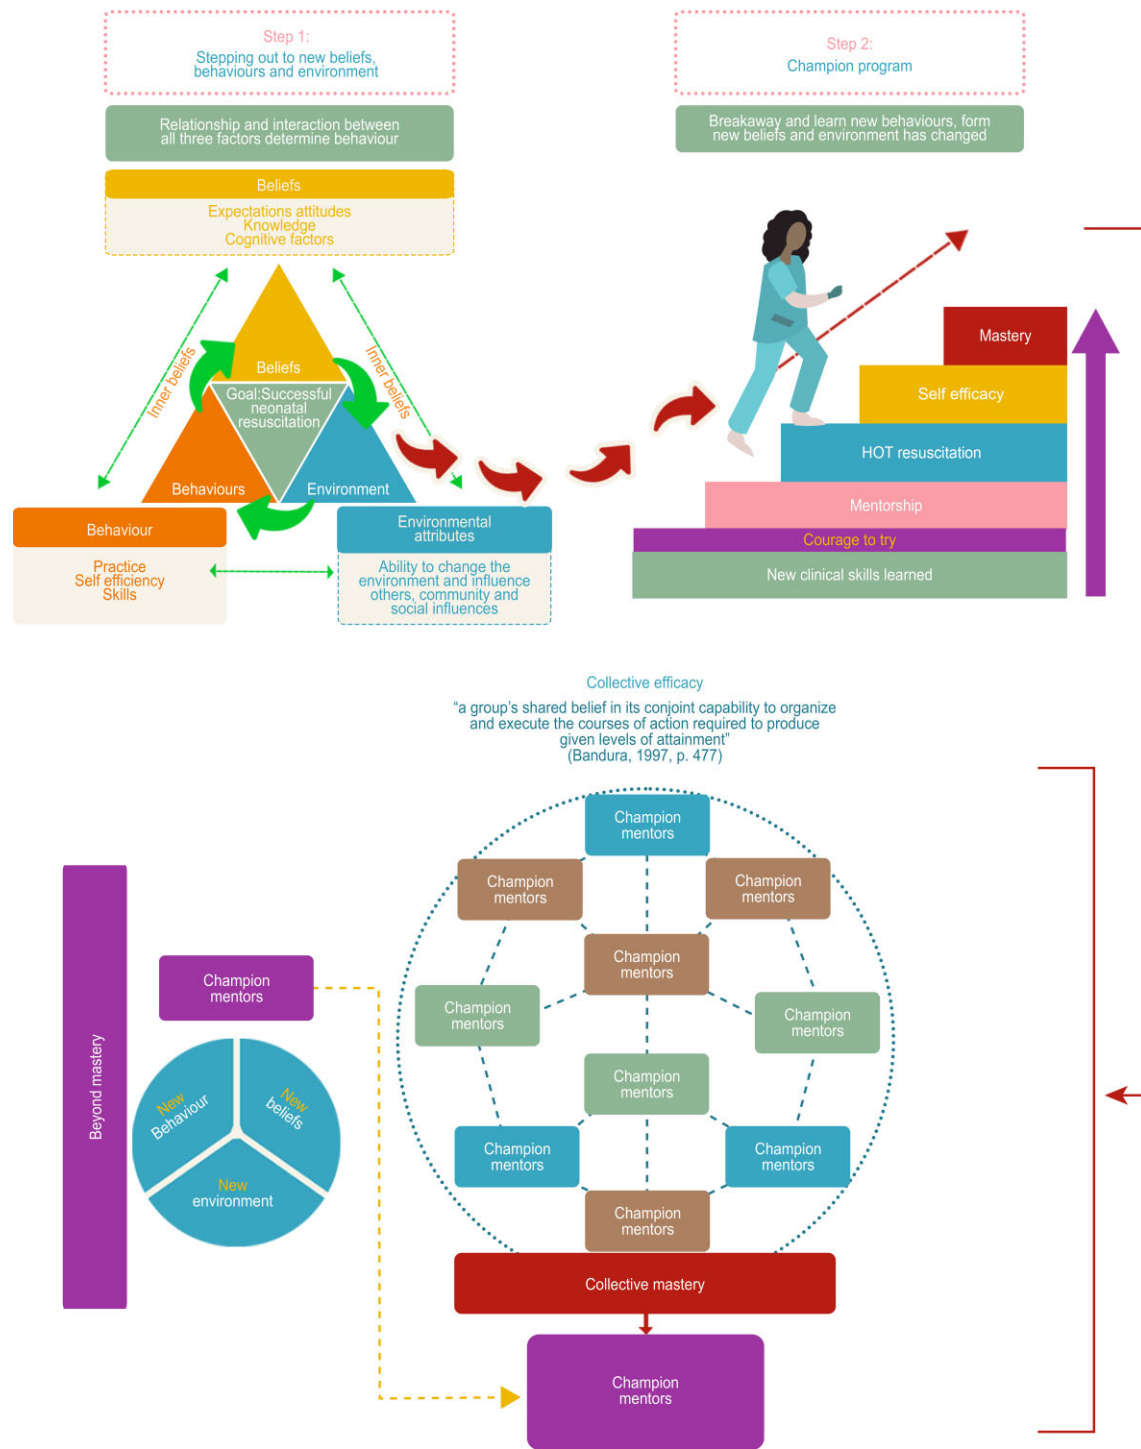 Step 1:
Stepping out to new beliefs,
behaviours and environment
Relationship and interaction between
all three factors determine behaviour
Beliefs
Expectations attitudes
Knowledge
Cognitive factors
Inner beliefs
Inner beliefs
Beliefs
Goal:Successful
neonatal
resuscitation
Behaviours
Environment
Behaviour
Practice
Self efficiency
Skills
Environmental
attributes
Ability to change the
environment and influence
others, community and
social influences
Step 2:
Champion program
Breakaway and learn new behaviours, form
new beliefs and environment has changed
Mastery
Self efficacy
HOT resuscitation
Mentorship
Courage to try
New clinical skills learned
Collective efficacy
“a group’s shared belief in its conjoint capability to organize
and execute the courses of action required to produce
given levels of attainment”
(Bandura, 1997, p. 477)
Beyond mastery
Champion
mentors
New
Behaviour
New
beliefs
New
environment
Champion
mentors
Champion
mentors
Champion
mentors
Champion
mentors
Champion
mentors
Champion
mentors
Champion
mentors
Champion
mentors
Champion
mentors
Champion
mentors
Collective mastery
Champion
mentors